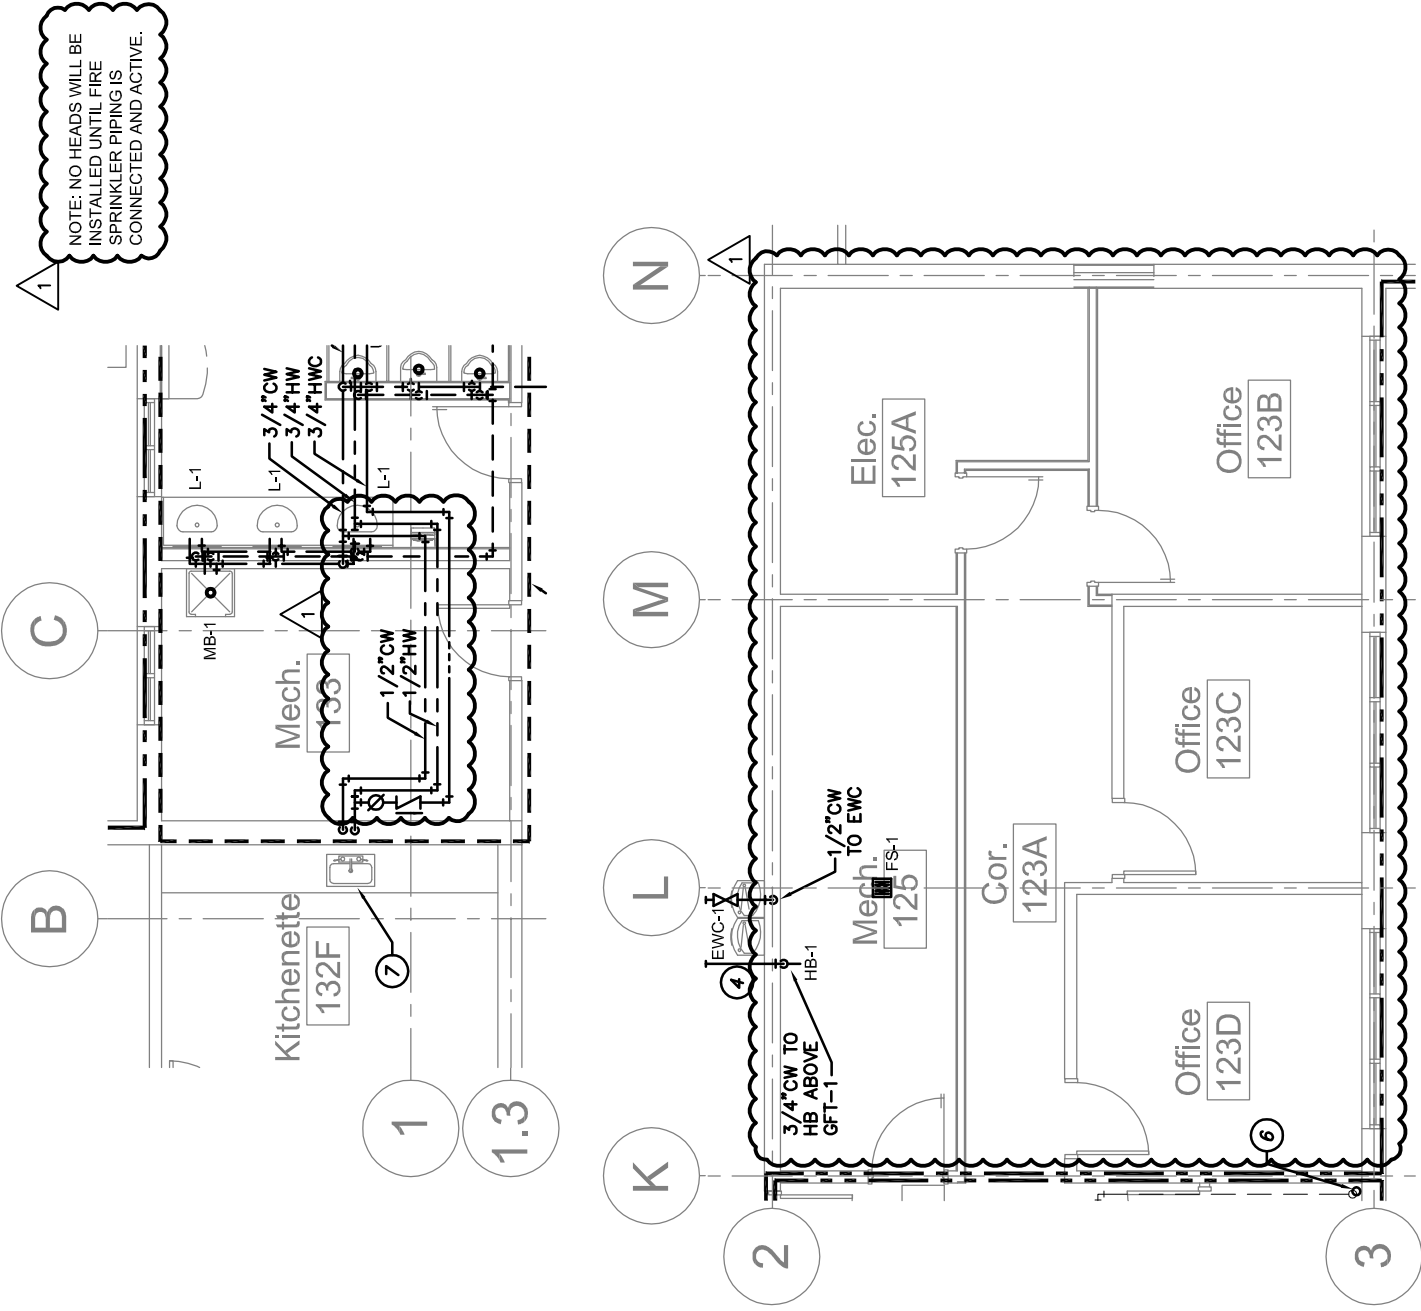 NOTE: NO HEADS WILL BE
INSTALLED UNTIL FIRE
SPRINKLER PIPING IS
CONNECTED AND ACTIVE.
1
3/4"CW
3/4"HW
3/4"HWC
L-1
L-1
L-1
C
MB-1
1
Mech.
133
1/2"CW
1/2"HW
B
Kitchenette
132F
7
1
1.3
N
1
M
L
K
2
3
Elec.
125A
Office
123B
Office
123C
1/2"CW
TO EWC
Mech.
125
FS-1
Cor.
123A
EWC-1
4
HB-1
3/4"CW TO
HB ABOVE
GFT-1
Office
123D
6